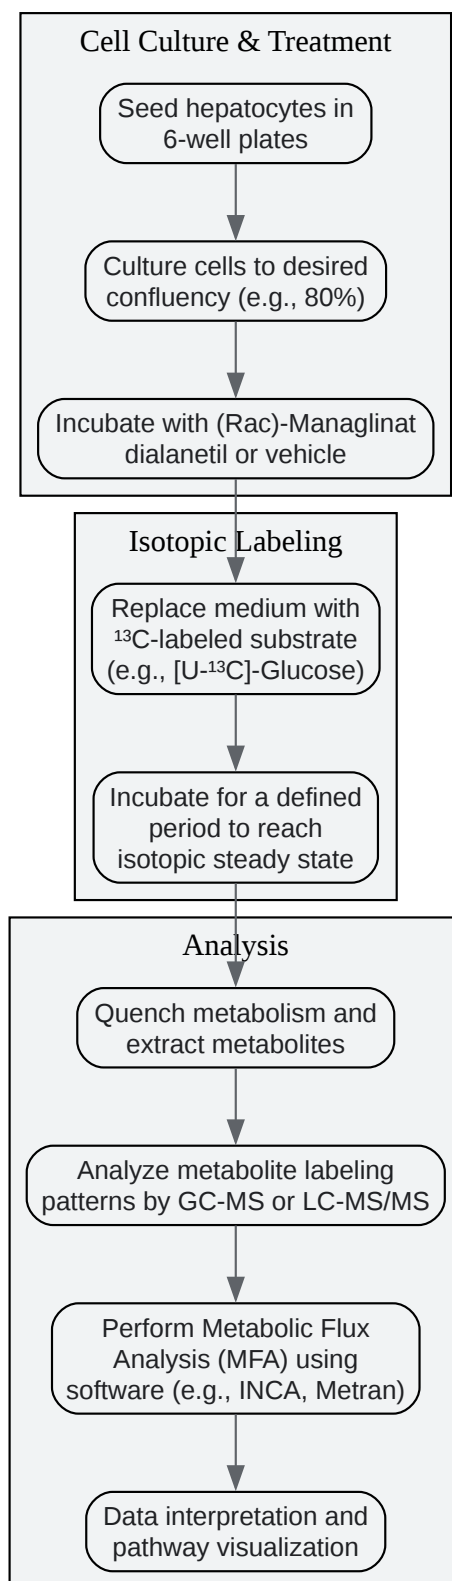 Cell Culture & Treatment
Seed hepatocytes in
6-well plates
Culture cells to desired
confluency (e.g., 80%)
Incubate with (Rac)-Managlinat
dialanetil or vehicle
Isotopic Labeling
Replace medium with
¹³C-labeled substrate
(e.g., [U-¹³C]-Glucose)
Incubate for a defined
period to reach
isotopic steady state
Analysis
Quench metabolism and
extract metabolites
Analyze metabolite labeling
patterns by GC-MS or LC-MS/MS
Perform Metabolic Flux
Analysis (MFA) using
software (e.g., INCA, Metran)
Data interpretation and
pathway visualization